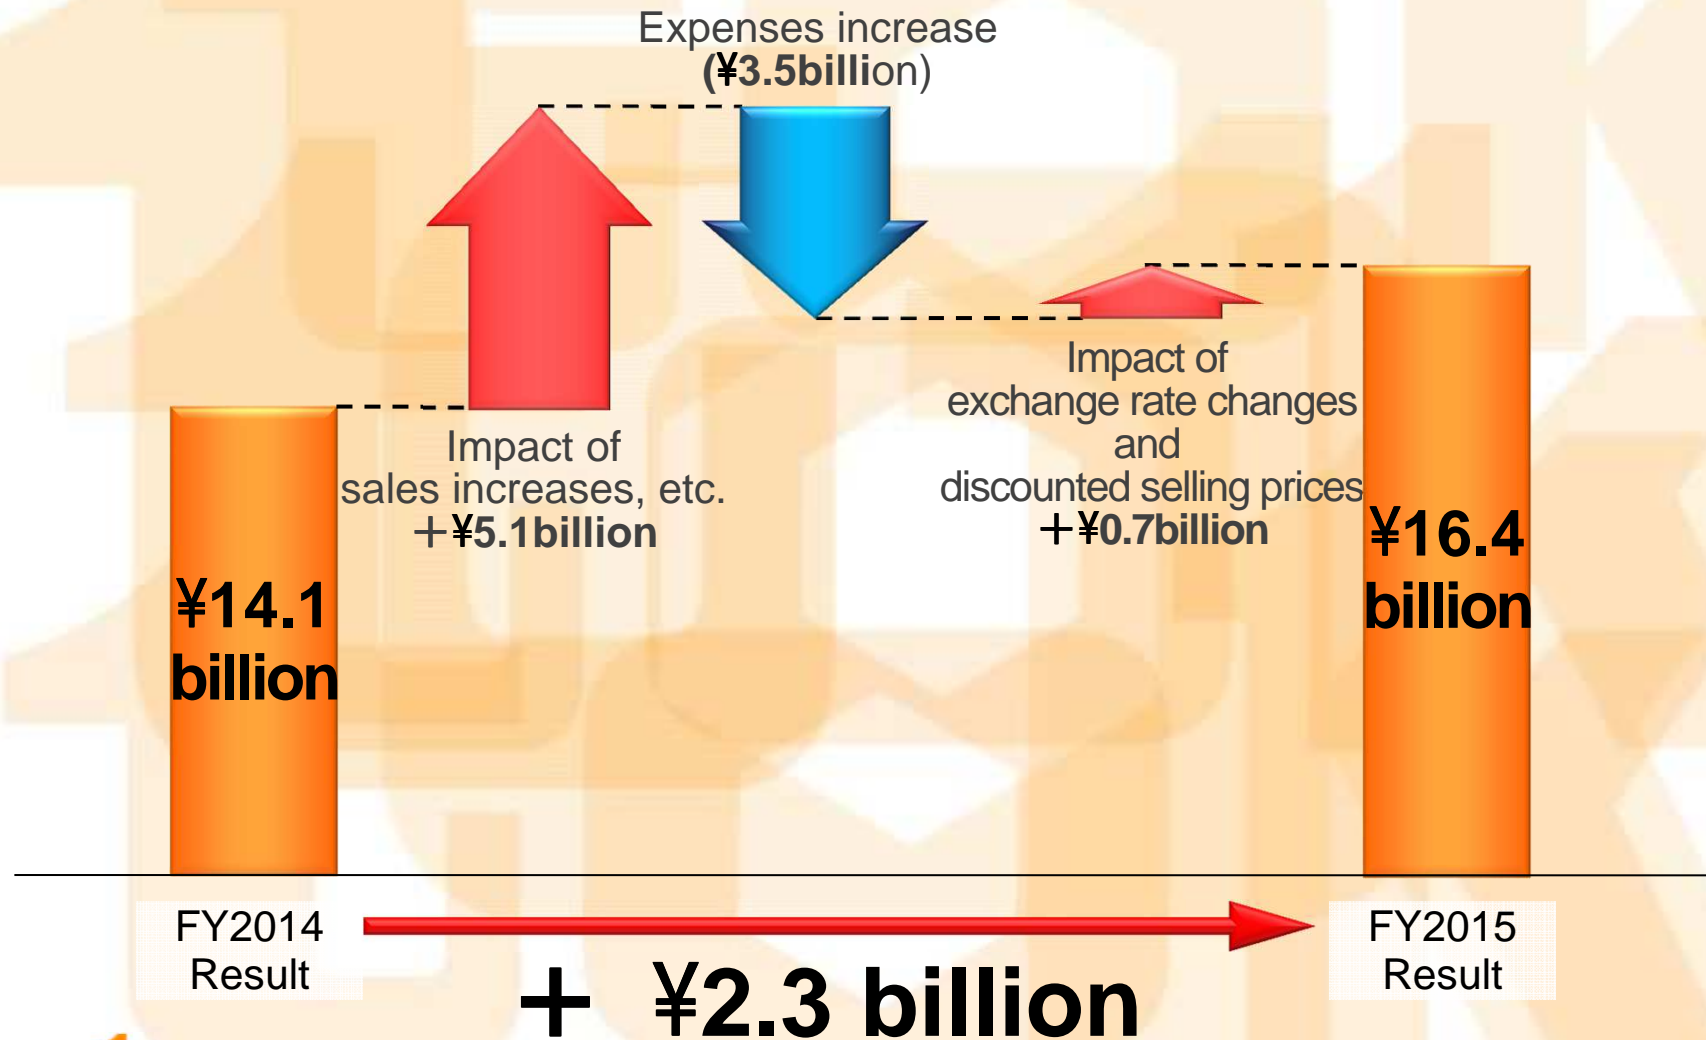 Expenses increase
(¥3.5billion)
Impact of
sales increases, etc.
＋¥5.1billion
Impact of
exchange rate changes
and
discounted selling prices
＋¥0.7billion
¥14.1
billion
¥16.4
billion
FY2014
Result
FY2015
Result
＋ ¥2.3 billion